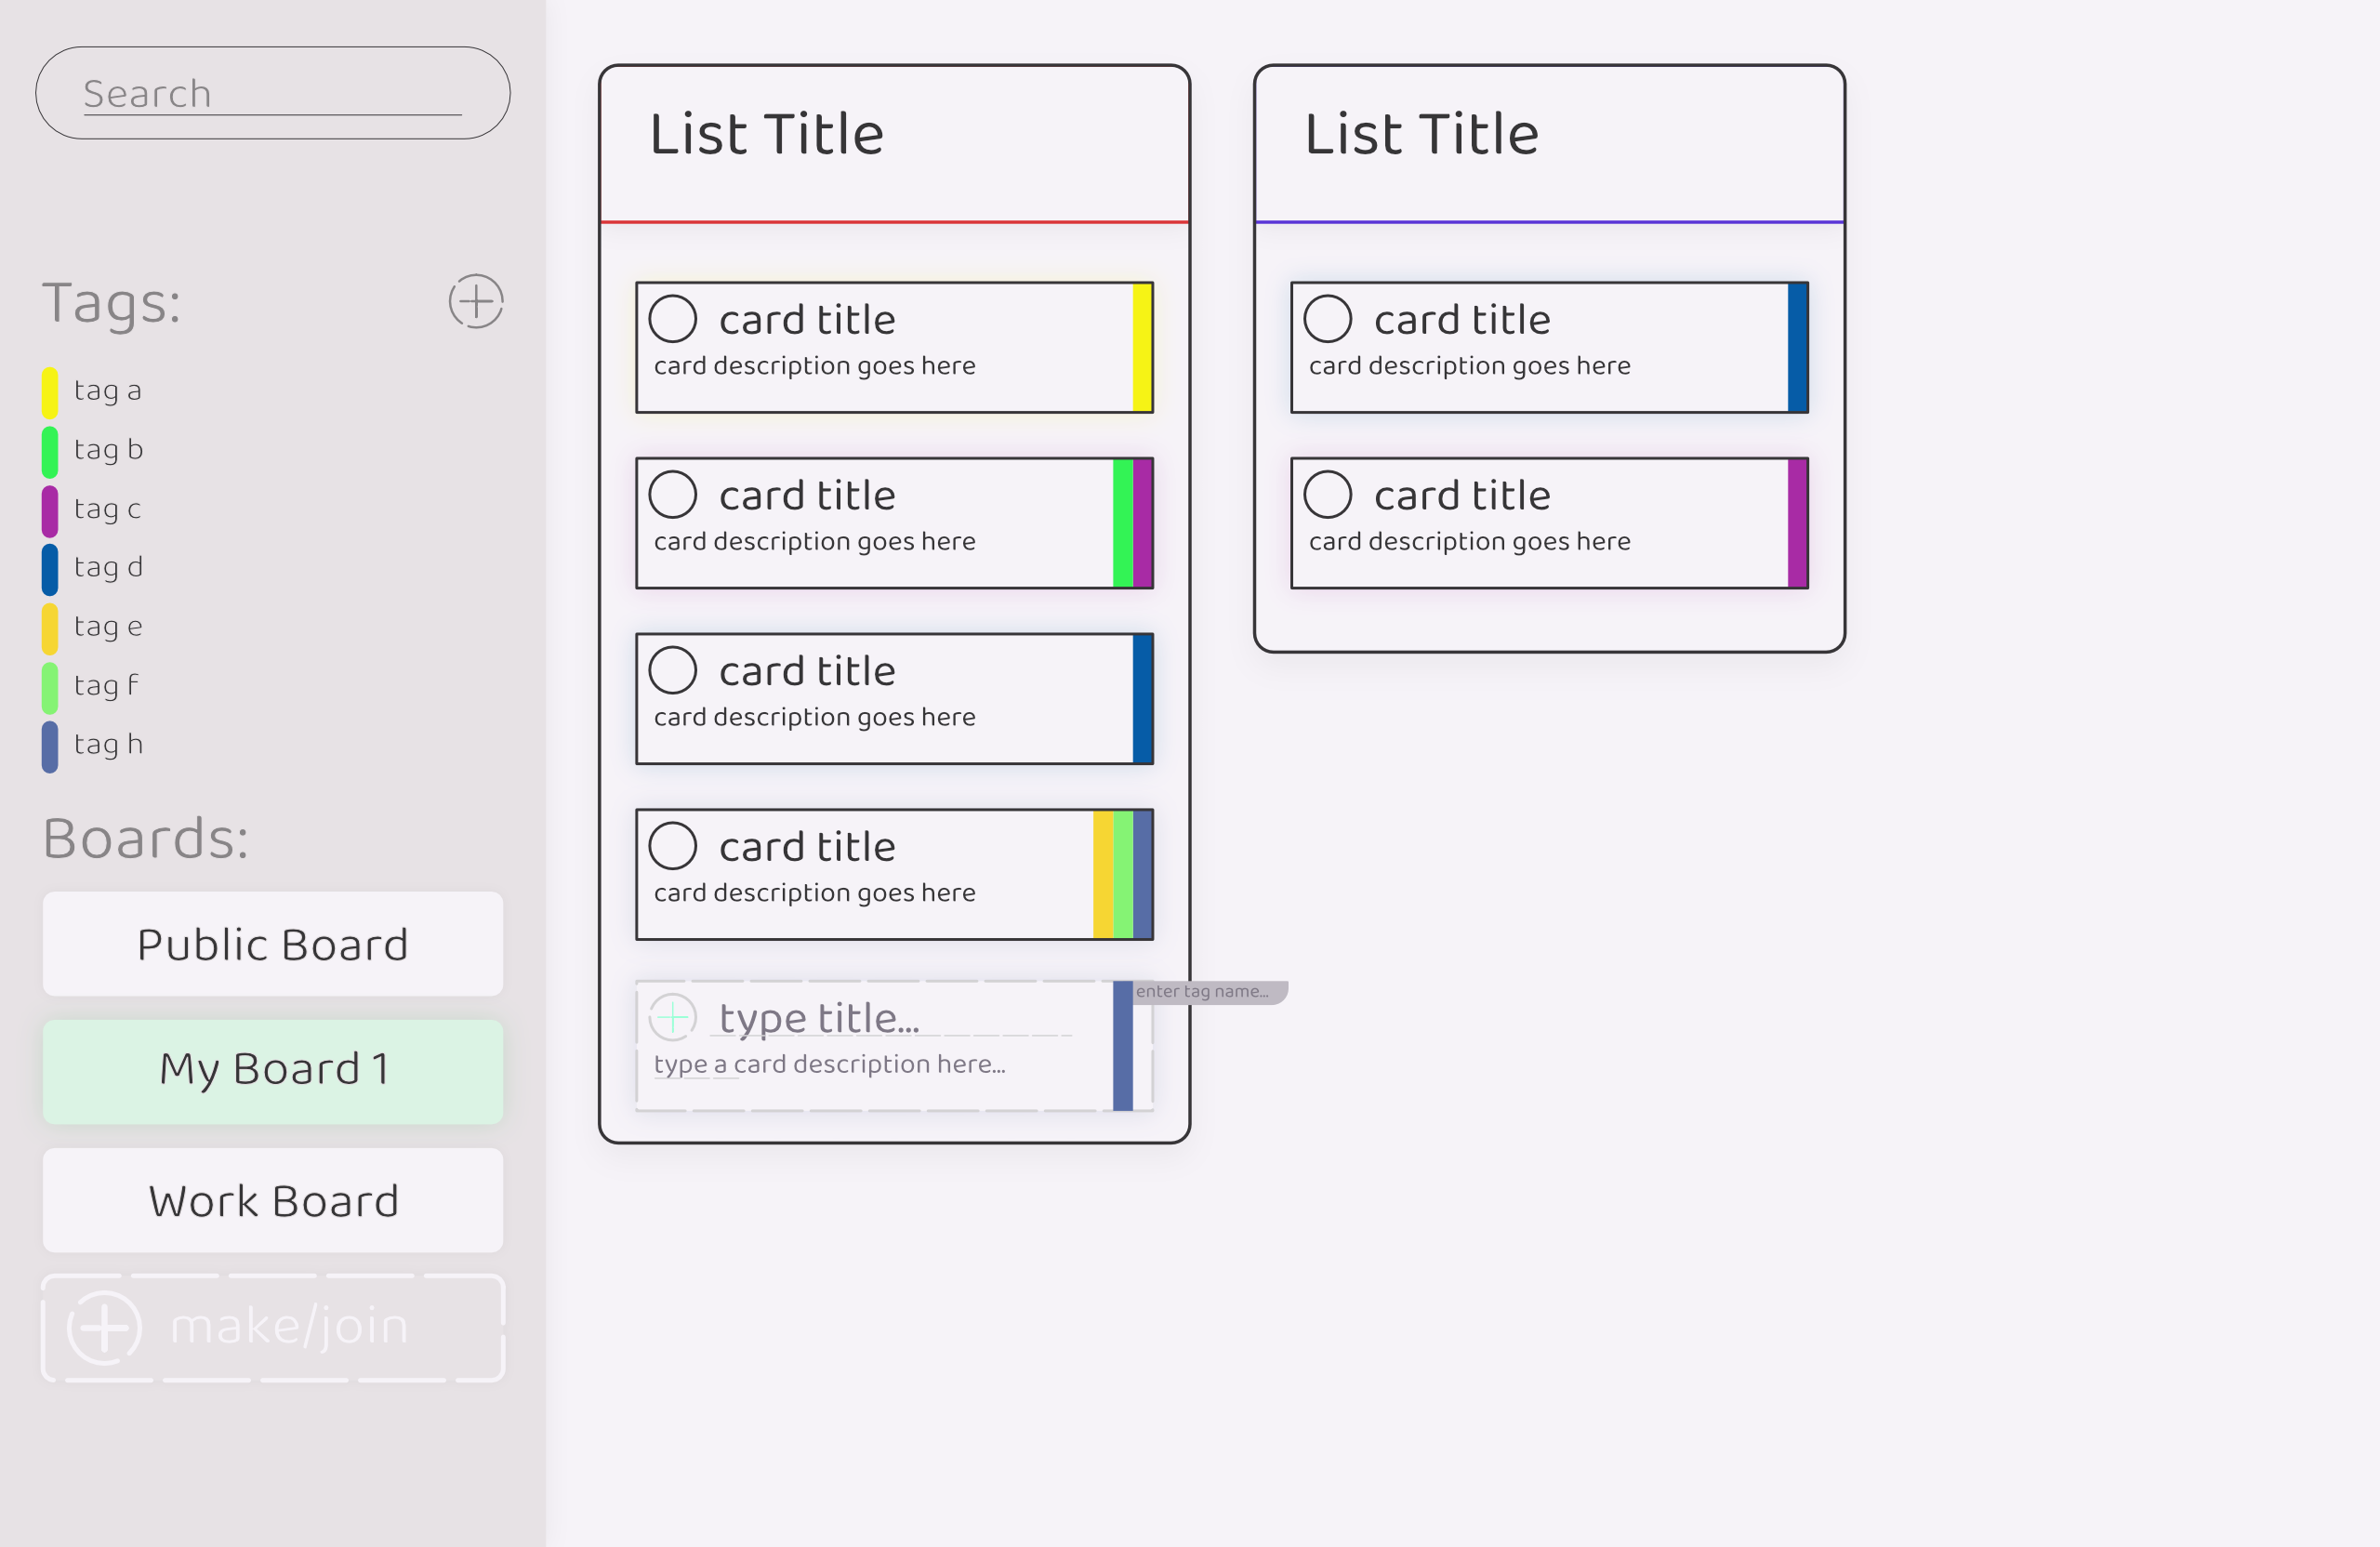 Search
Tags:
tag a
tag b
tag c
tag d
tag e
tag f
tag h
Boards:
Public Board
My Board 1
Work Board
make/join
List Title
card title
card description goes here
card title
card description goes here
card title
card description goes here
card title
card description goes here
type title...
enter tag name...
type a card description here...
List Title
card title
card description goes here
card title
card description goes here